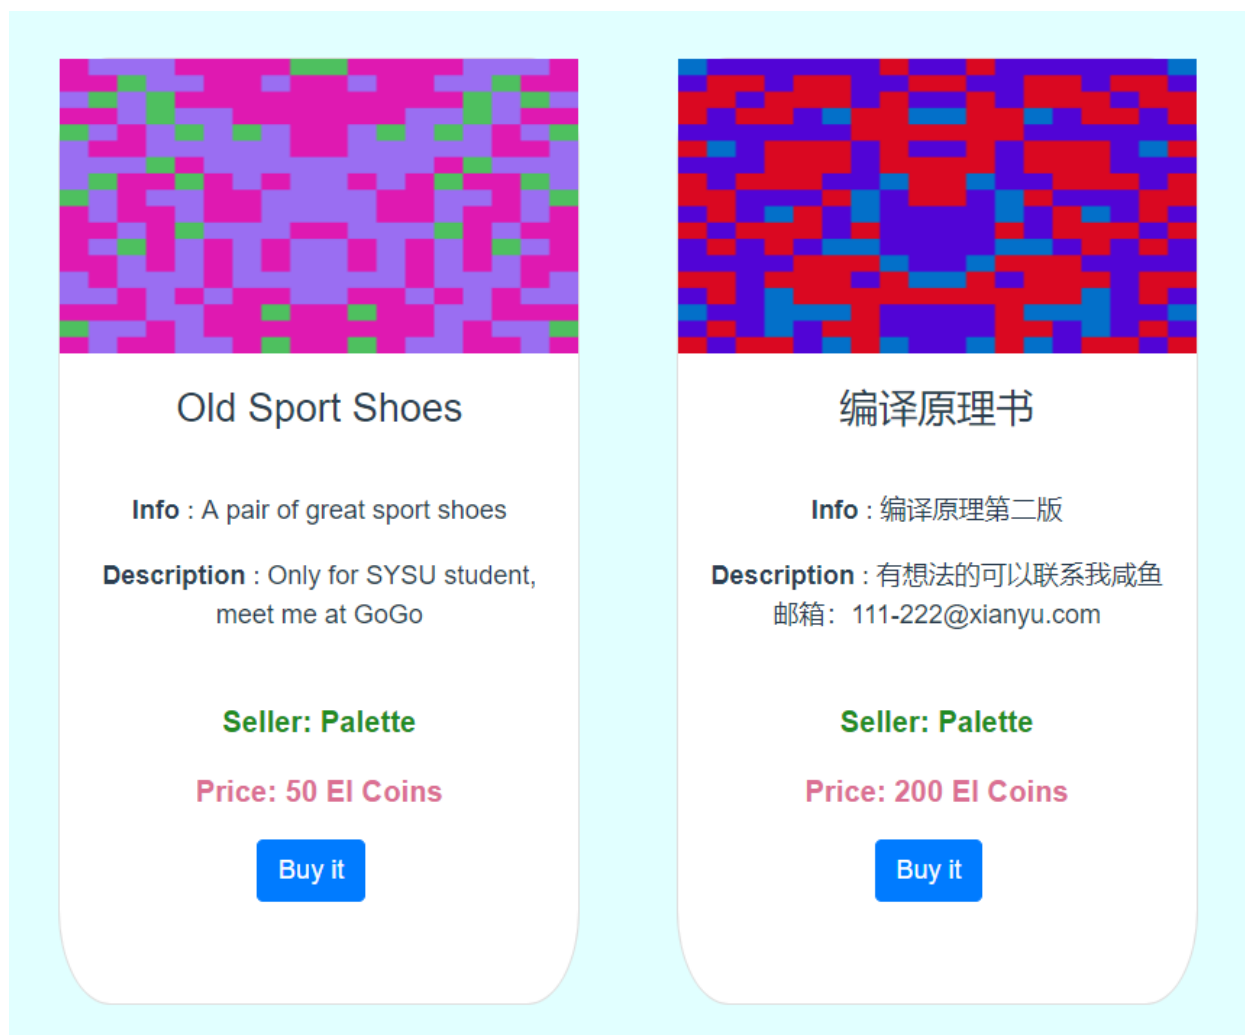 Old Sport Shoes
Info : A pair of great sport shoes
Description : Only for SYSU student,
meet me at GoGo
Seller: Palette
Price: 50 EI Coins
Buy it
编译原理书
Info : 编译原理第二版
Description : 有想法的可以联系我咸鱼
邮箱：111-222@xianyu.com
Seller: Palette
Price: 200 EI Coins
Buy it